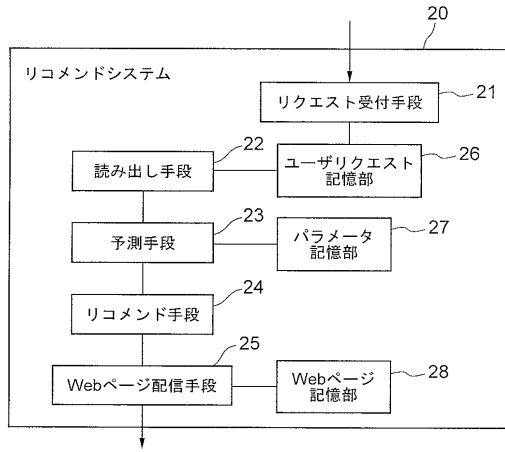 20
リコメンドシステム
リクエスト受付手段
21
22
読み出し手段
ユーザリクエスト
記憶部
26
23
予測手段
パラメータ
記憶部
27
24
リコメンド手段
25
Webページ配信手段
Webページ
記憶部
28